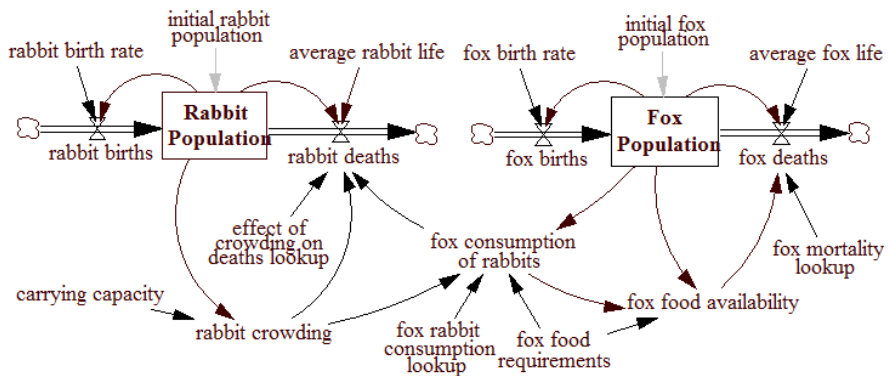 initial rabbit
population
rabbit birth rate
average rabbit life
Rabbit
Population
rabbit births
rabbit deaths
initial fox
population
fox birth rate
average fox life
Fox
Population
fox births
fox deaths
effect of
crowding on
deaths lookup
fox consumption
of rabbits
fox mortality
lookup
carrying capacity
rabbit crowding
fox food availability
fox rabbit
consumption
lookup
fox food
requirements